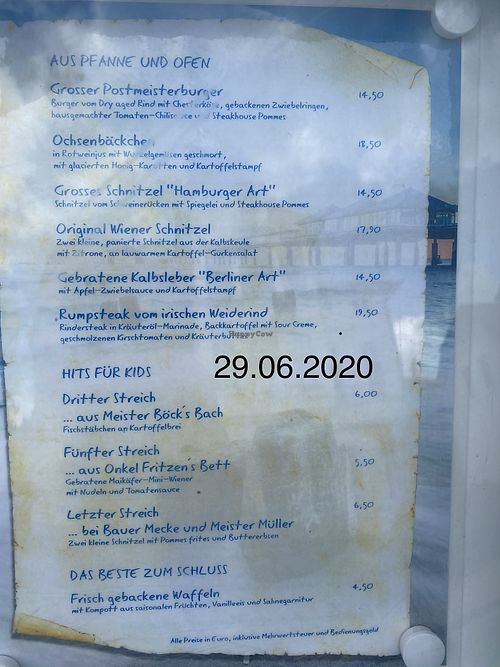 AUS PFANNE UND OFEN
Grosser Postmeisterburger 14,50
Burger vom Dry aged Rind mit Chesterkäse, gebackenen Zwiebelringen,
hausgemachter Tomaten-Chilisauce und Steakhouse Pommes
Ochsenbäckchen 18,50
in Rotweinjus mit Wurzelgemüsen geschmort,
mit glacierten Honig-Karotten und Kartoffelstampf
Grosses Schnitzel "Hamburger Art" 14,50
Schnitzel vom Schweinerücken mit Spiegelei und Steakhouse Pommes
Original Wiener Schnitzel 17,90
Zwei kleine, panierte Schnitzel aus der Kalbskeule
mit Zitrone, an lauwarmem Kartoffel-Gurkensalat
Gebratene Kalbsleber "Berliner Art" 14,50
mit Apfel-Zwiebelsauce und Kartoffelstampf
Rumpsteak vom irischen Weiderind 19,50
Rindersteak in Kräuteröl-Marinade, Backkartoffel mit Sour Creme,
geschmolzenen Kirschtomaten und Kräuterbutter
HappyCow
29.06.2020
HITS FÜR KIDS
Dritter Streich 6,00
... aus Meister Böck's Bach
Fischstäbchen an Kartoffelbrei
Fünfter Streich
... aus Onkel Fritzen's Bett 5,50
Gebratene Maikäfer-Mini-Wiener
mit Nudeln und Tomatensauce
Letzter Streich 6,50
... bei Bauer Mecke und Meister Müller
Zwei kleine Schnitzel mit Pommes frites und Buttererbsen
DAS BESTE ZUM SCHLUSS
Frisch gebackene Waffeln 4,50
mit Kompott aus saisonalen Früchten, Vanilleeis und Sahnegarnitur
Alle Preise in Euro, inklusive Mehrwertsteuer und Bedienungsgeld